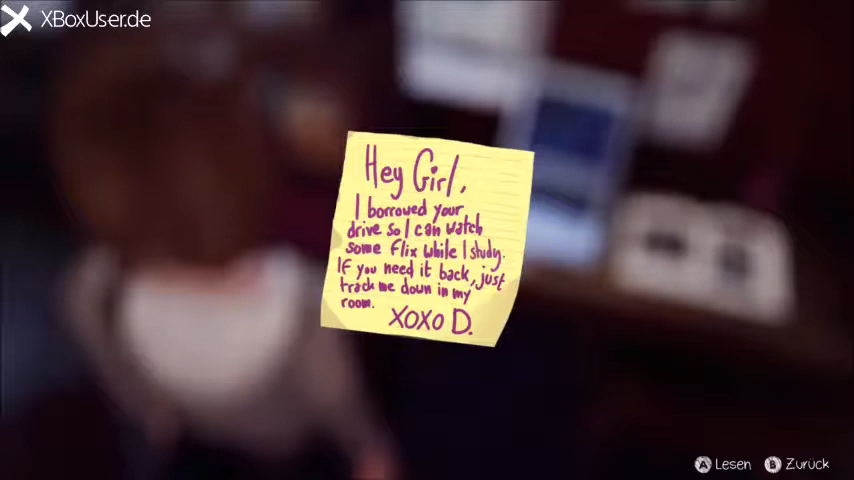 XBoxUser.de
Hey Girl,
I borrowed your
drive so I can watch
some flix while I study.
If you need it back, just
track me down in my
room.
XOXO D.
A Lesen B Zurück